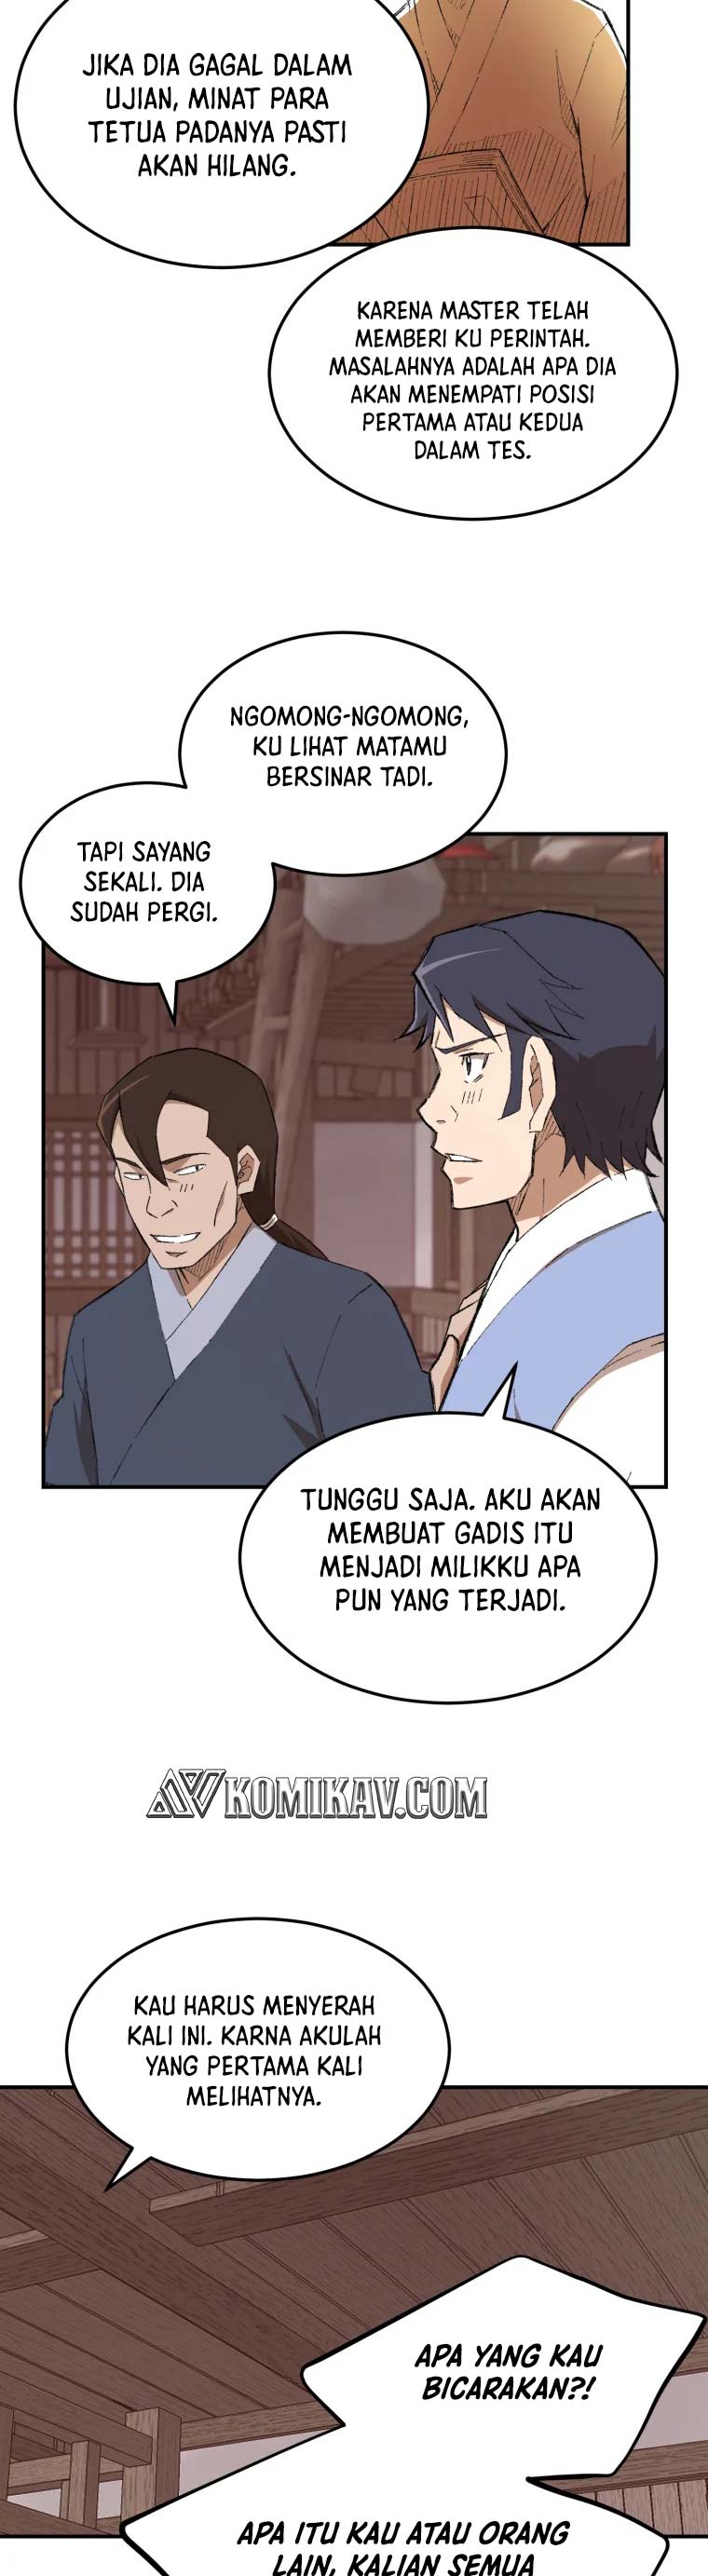 JIKA DIA GAGAL DALAM
UJIAN, MINAT PARA
TETUA PADANYA PASTI
AKAN HILANG.
KARENA MASTER TELAH
MEMBERI KU PERINTAH.
MASALAHNYA ADALAH APA DIA
AKAN MENEMPATI POSISI
PERTAMA ATAU KEDUA
DALAM TES.
NGOMONG-NGOMONG,
KU LIHAT MATAMU
BERSINAR TADI.
TAPI SAYANG
SEKALI. DIA
SUDAH PERGI.
TUNGGU SAJA. AKU AKAN
MEMBUAT GADIS ITU
MENJADI MILIKKU APA
PUN YANG TERJADI.
KOMIKAV.COM
KAU HARUS MENYERAH
KALI INI. KARNA AKULAH
YANG PERTAMA KALI
MELIHATNYA.
APA YANG KAU
BICARAKAN?!
APA ITU KAU ATAU ORANG
LAIN, KALIAN SEMUA